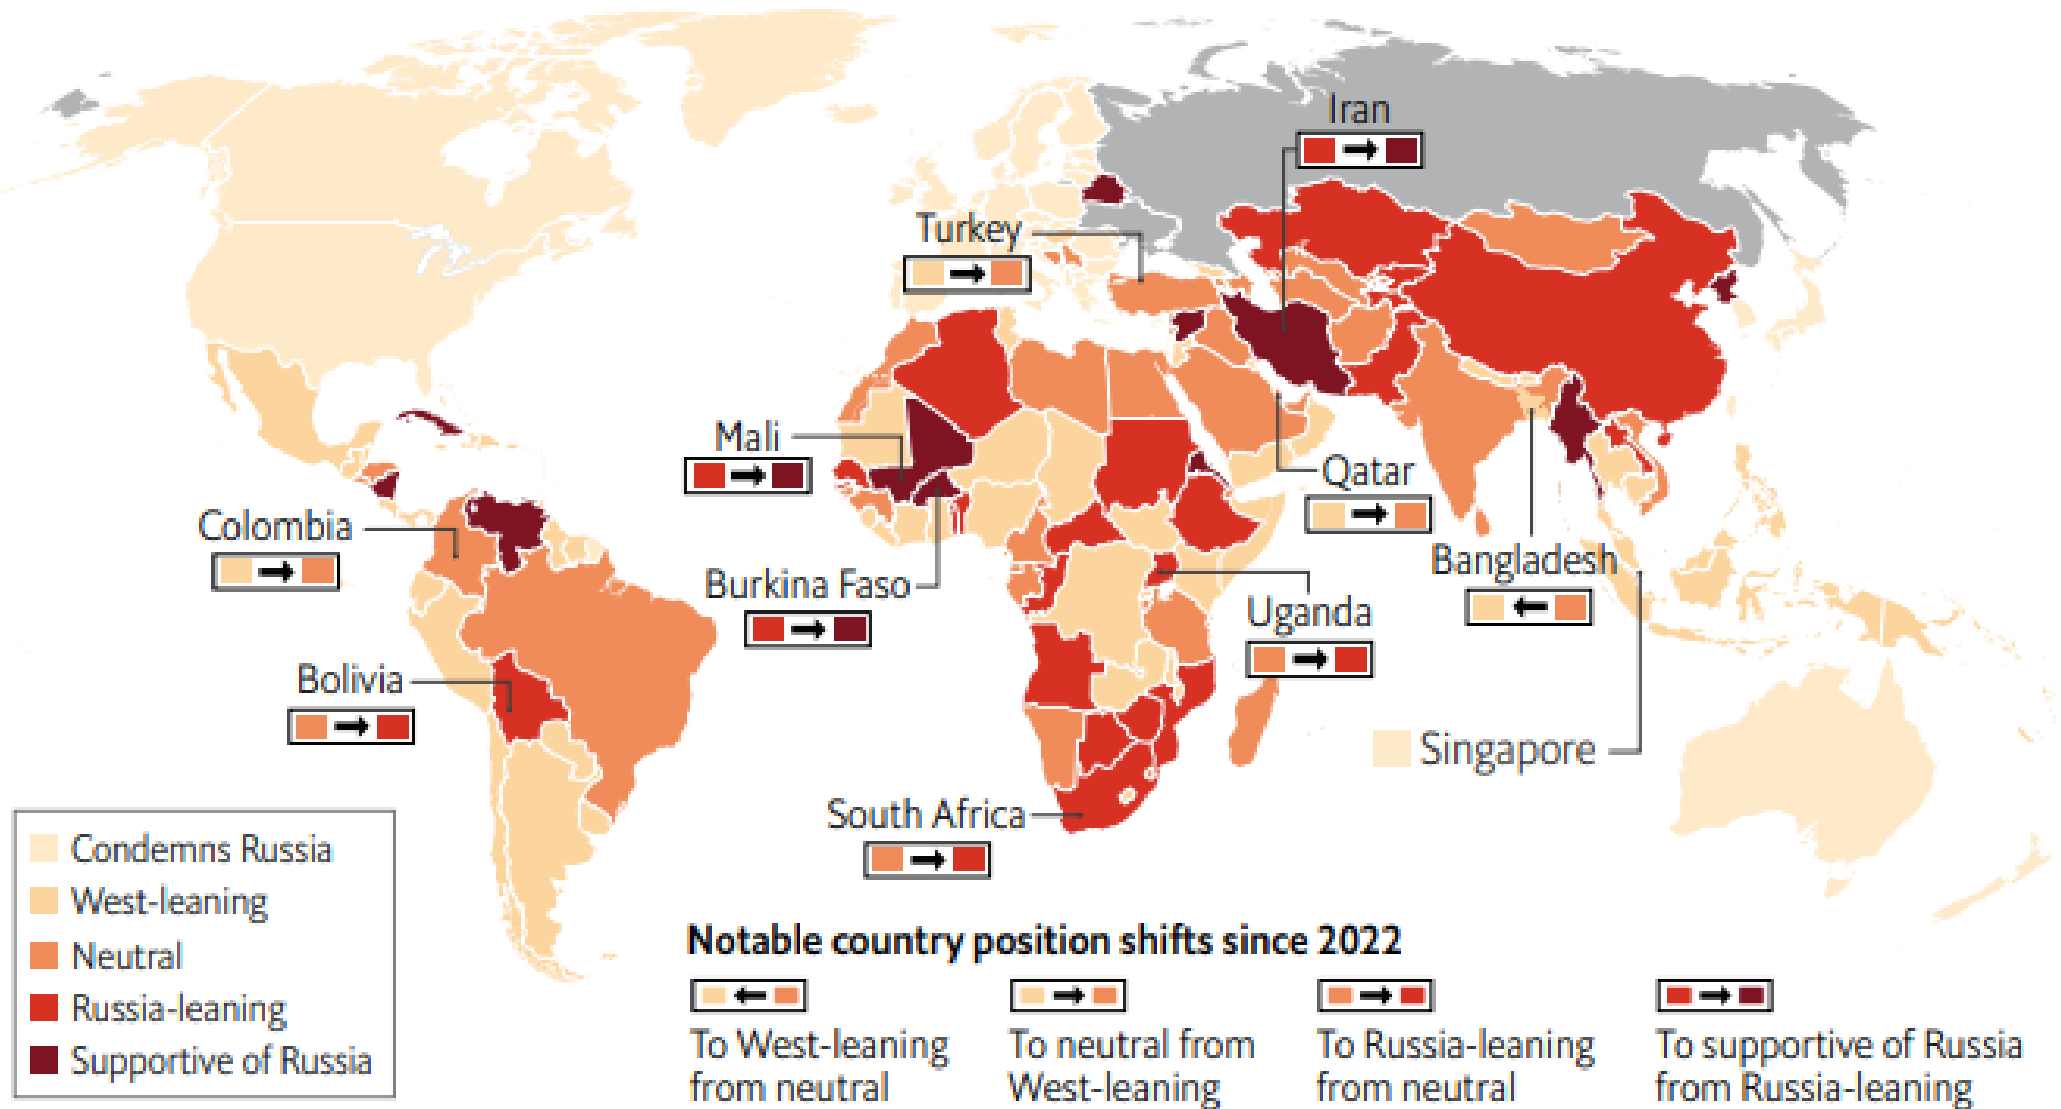 Iran
Turkey
Mali
Qatar
Colombia
Bangladesh
Burkina Faso
Uganda
Bolivia
Singapore
South Africa
Condemns Russia
West-leaning
Neutral
Russia-leaning
Supportive of Russia
Notable country position shifts since 2022
To West-leaning
from neutral
To neutral from
West-leaning
To Russia-leaning
from neutral
To supportive of Russia
from Russia-leaning